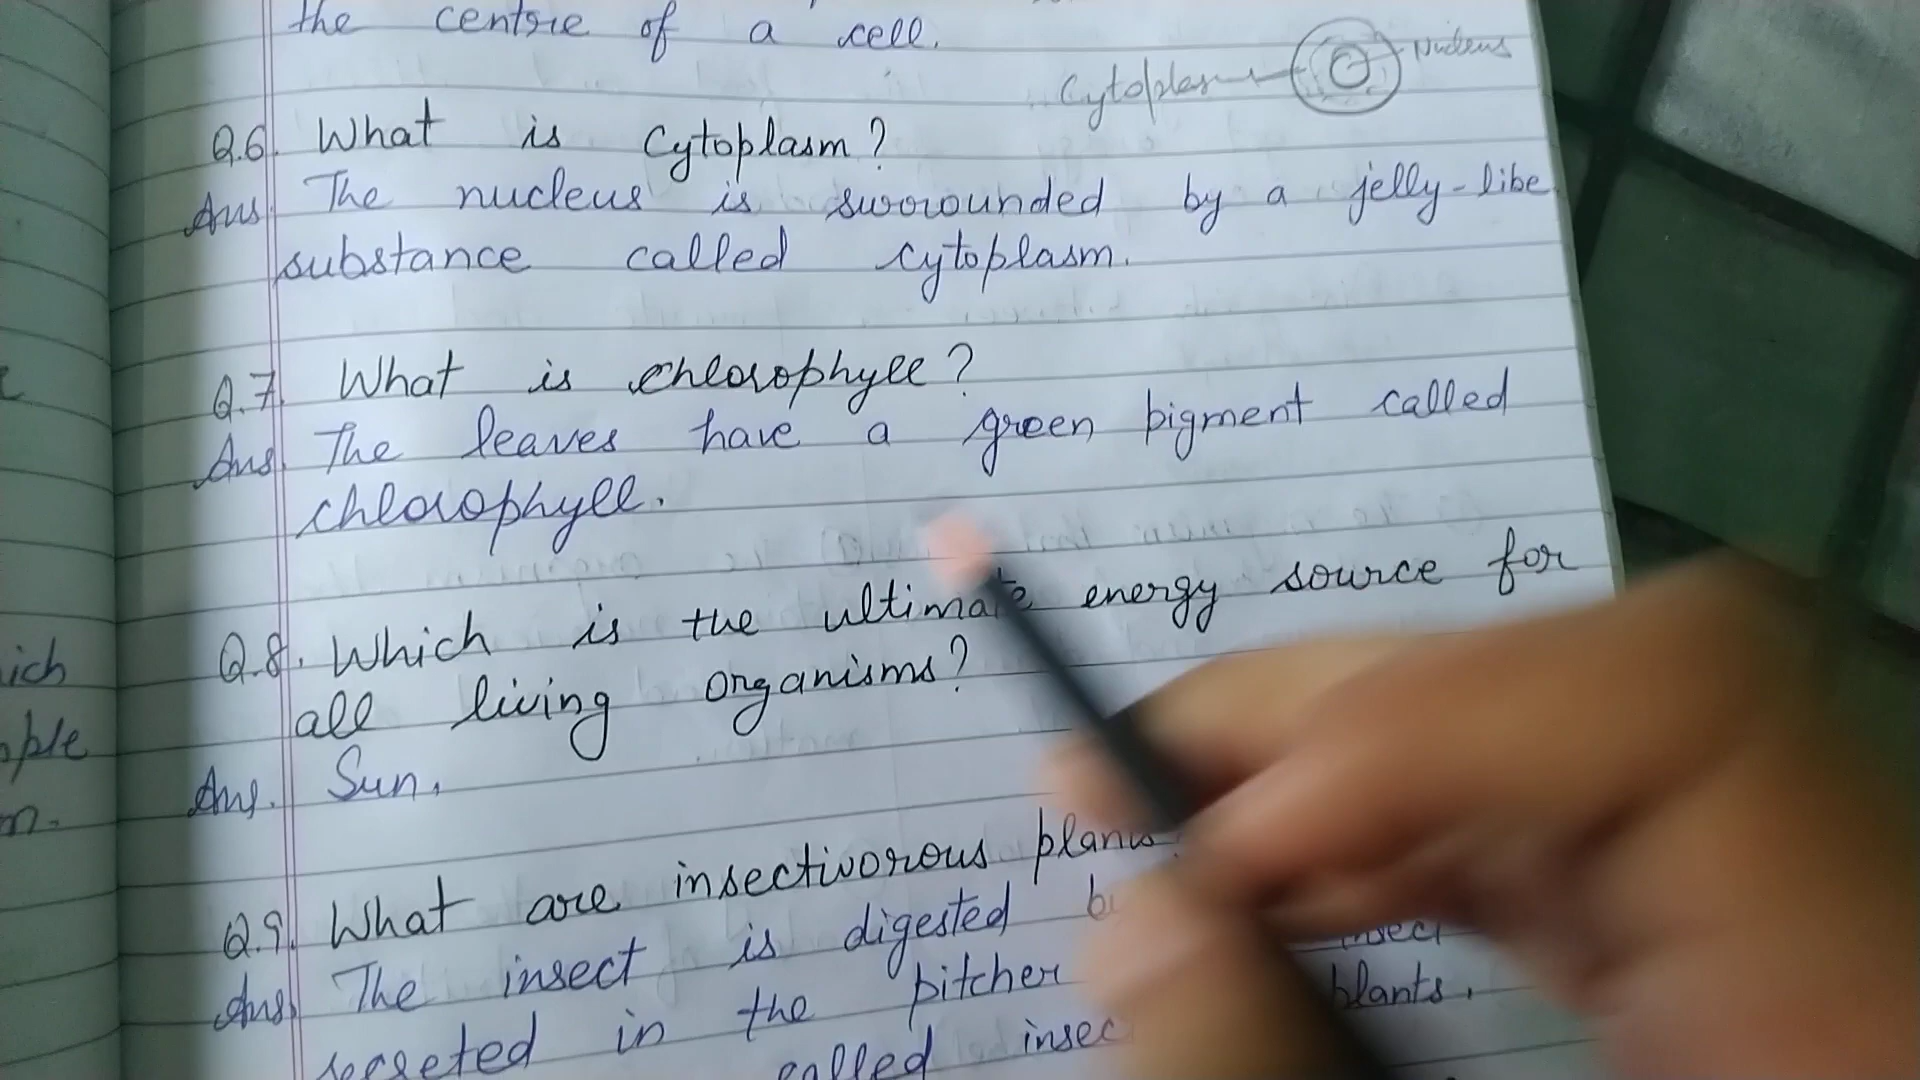 the centre of a cell.
Cytoplasm Nucleus
Q.6. What is Cytoplasm?
Ans. The nucleus is surrounded by a jelly-like
substance called cytoplasm.
Q.7. What is chlorophyll?
Ans. The leaves have a green pigment called
chlorophyll.
Q.8. Which is the ultimate energy source for
all living organisms?
Ans. Sun.
Q.9. What are insectivorous plants
Ans. The insect is digested
secreted in the pitcher plants.
called
ich
m.